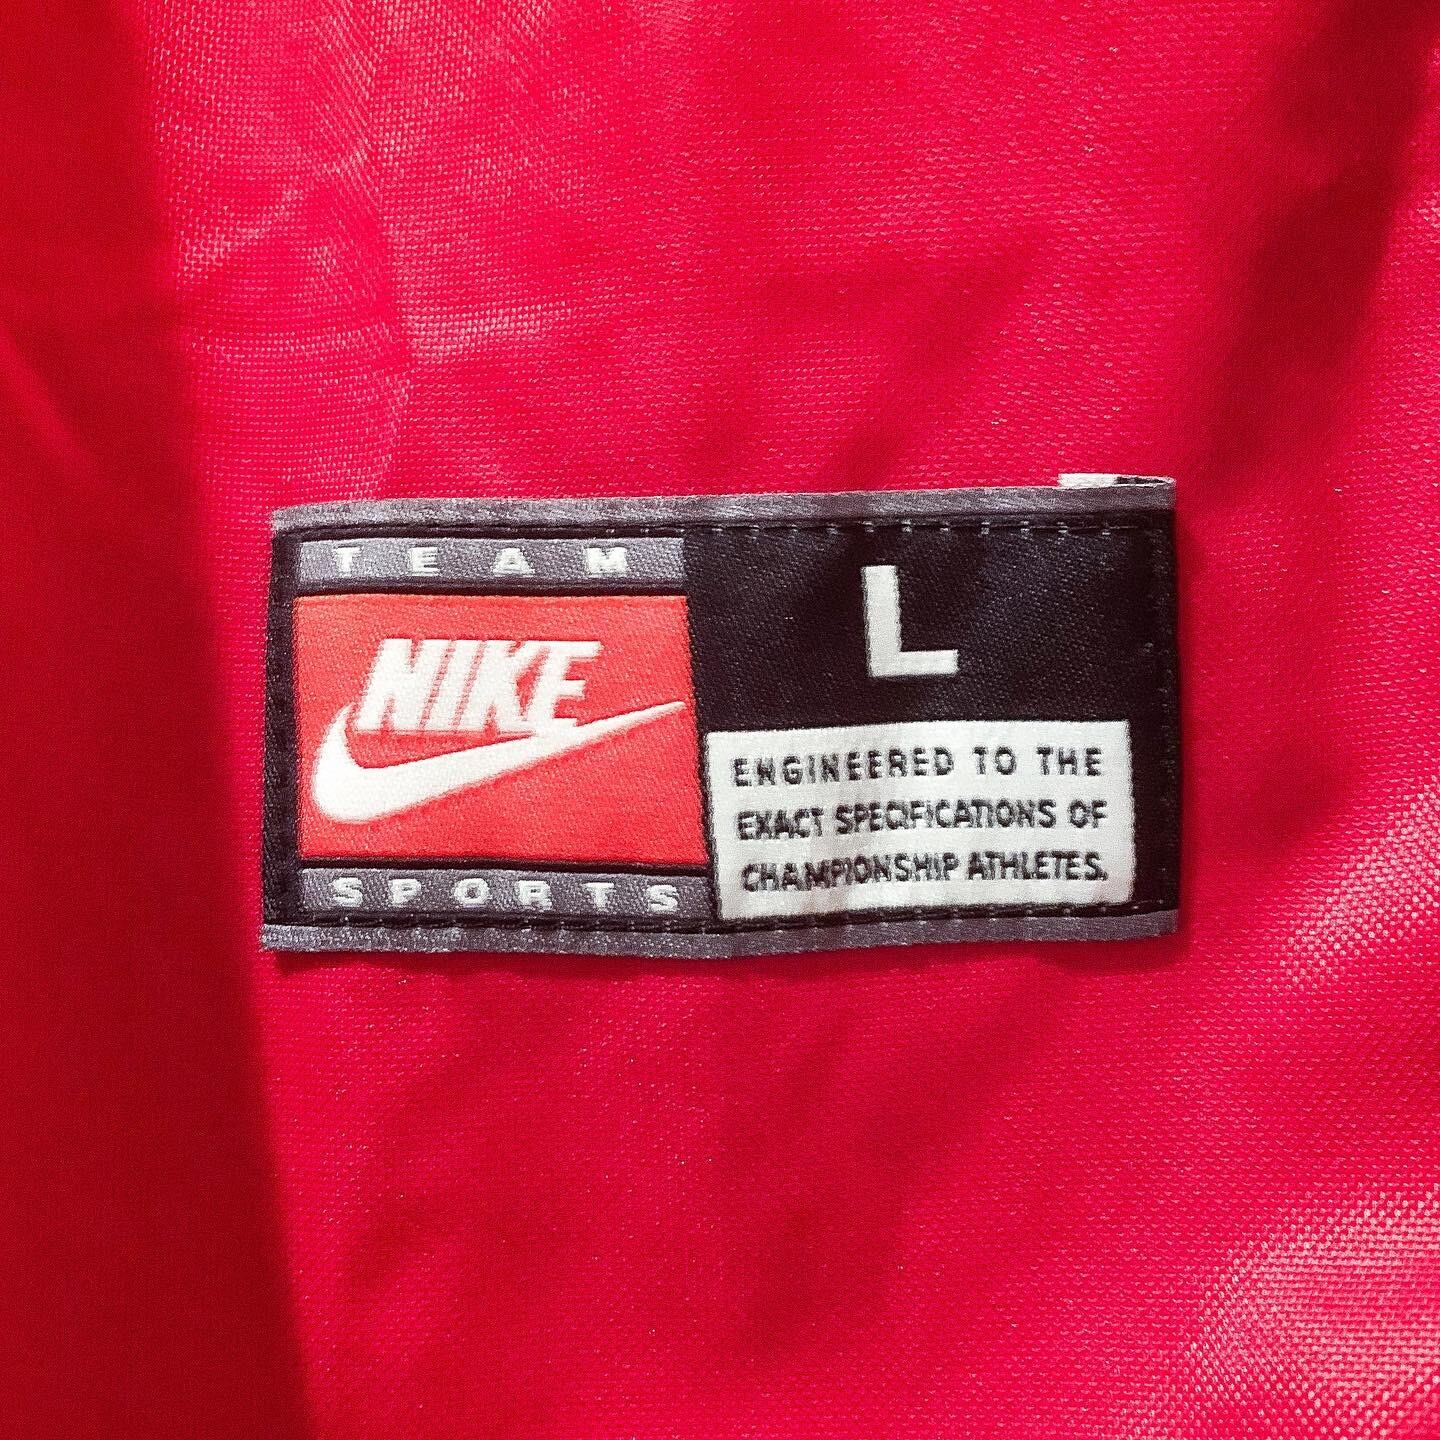 TEAM
NIKE
SPORTS
L
ENGINEERED TO THE
EXACT SPECIFICATIONS OF
CHAMPIONSHIP ATHLETES.